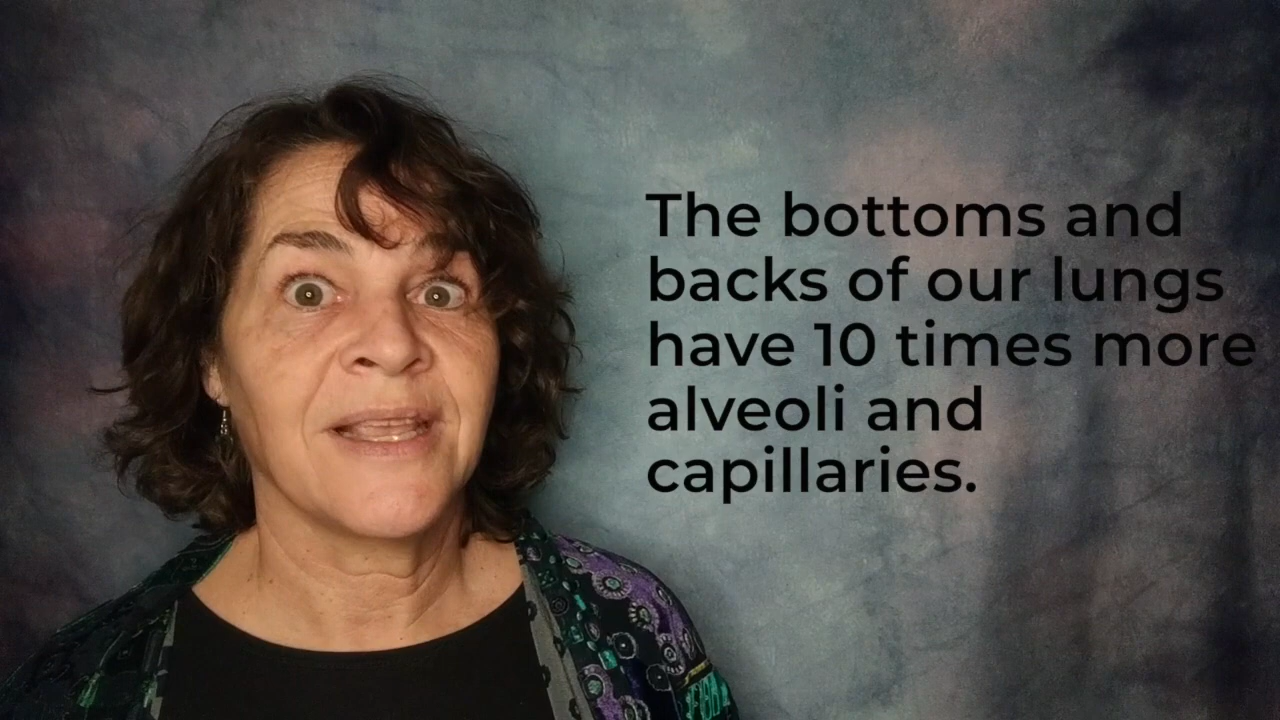 The bottoms and
backs of our lungs
have 10 times more
alveoli and
capillaries.